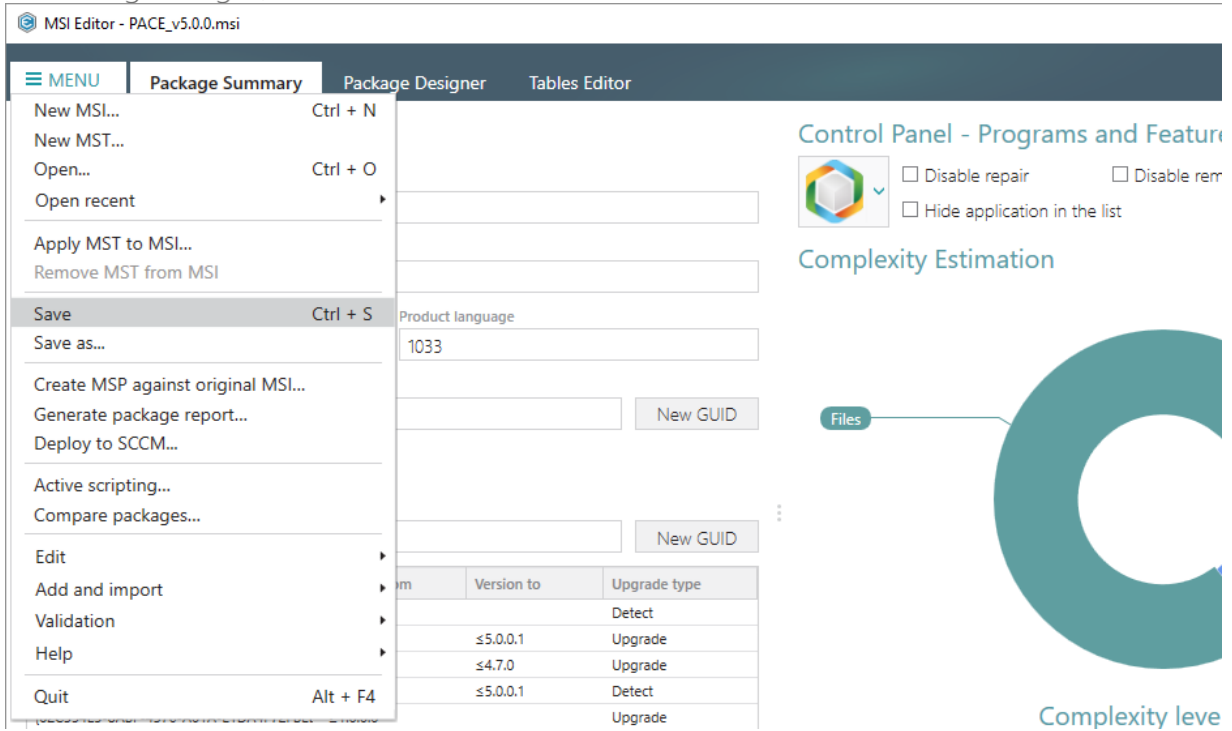 MSI Editor - PACE_v5.0.0.msi
MENU Package Summary Package Designer Tables Editor
New MSI... Ctrl + N
New MST...
Open... Ctrl + O
Open recent
Apply MST to MSI...
Remove MST from MSI
Save Ctrl + S
Save as...
Create MSP against original MSI...
Generate package report...
Deploy to SCCM...
Active scripting...
Compare packages...
Edit
Add and import
Validation
Help
Quit Alt + F4
Product language
1033
New GUID
New GUID
Version to Upgrade type
Detect
≤5.0.0.1 Upgrade
≤4.7.0 Upgrade
≤5.0.0.1 Detect
Upgrade
Control Panel - Programs and Feature
Disable repair Disable rem
Hide application in the list
Complexity Estimation
Files
Complexity leve